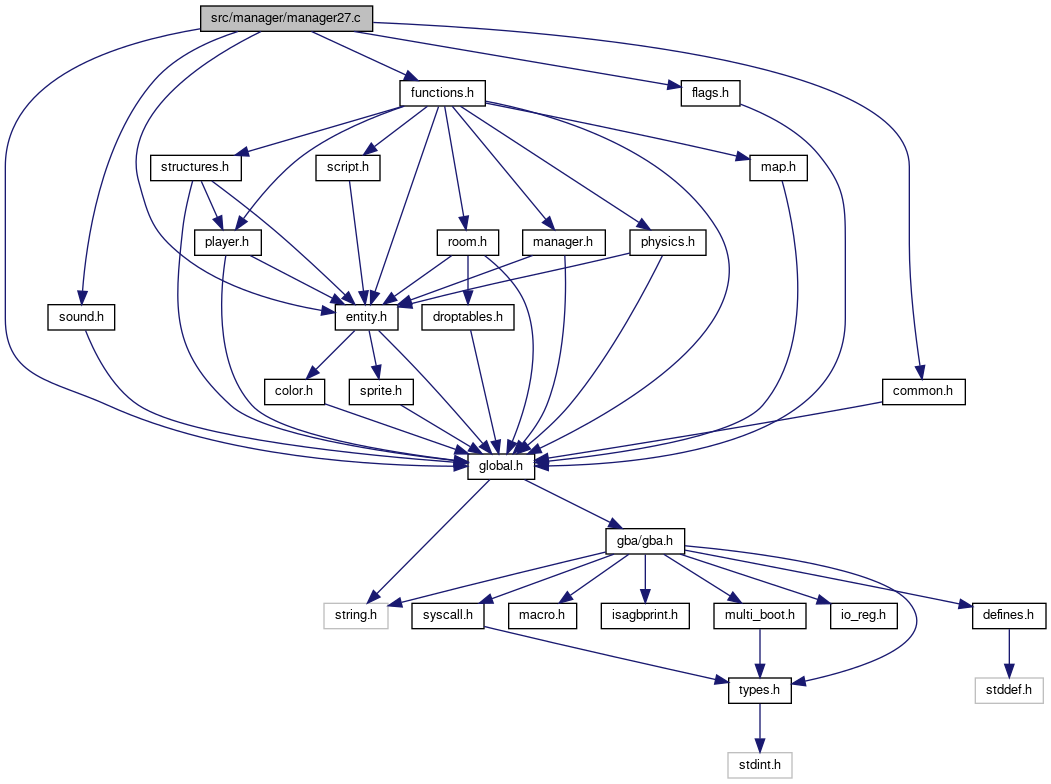 src/manager/manager27.c
functions.h
flags.h
structures.h
script.h
map.h
player.h
room.h
manager.h
physics.h
sound.h
entity.h
droptables.h
color.h
sprite.h
common.h
global.h
gba/gba.h
string.h
syscall.h
macro.h
isagbprint.h
multi_boot.h
io_reg.h
defines.h
types.h
stddef.h
stdint.h